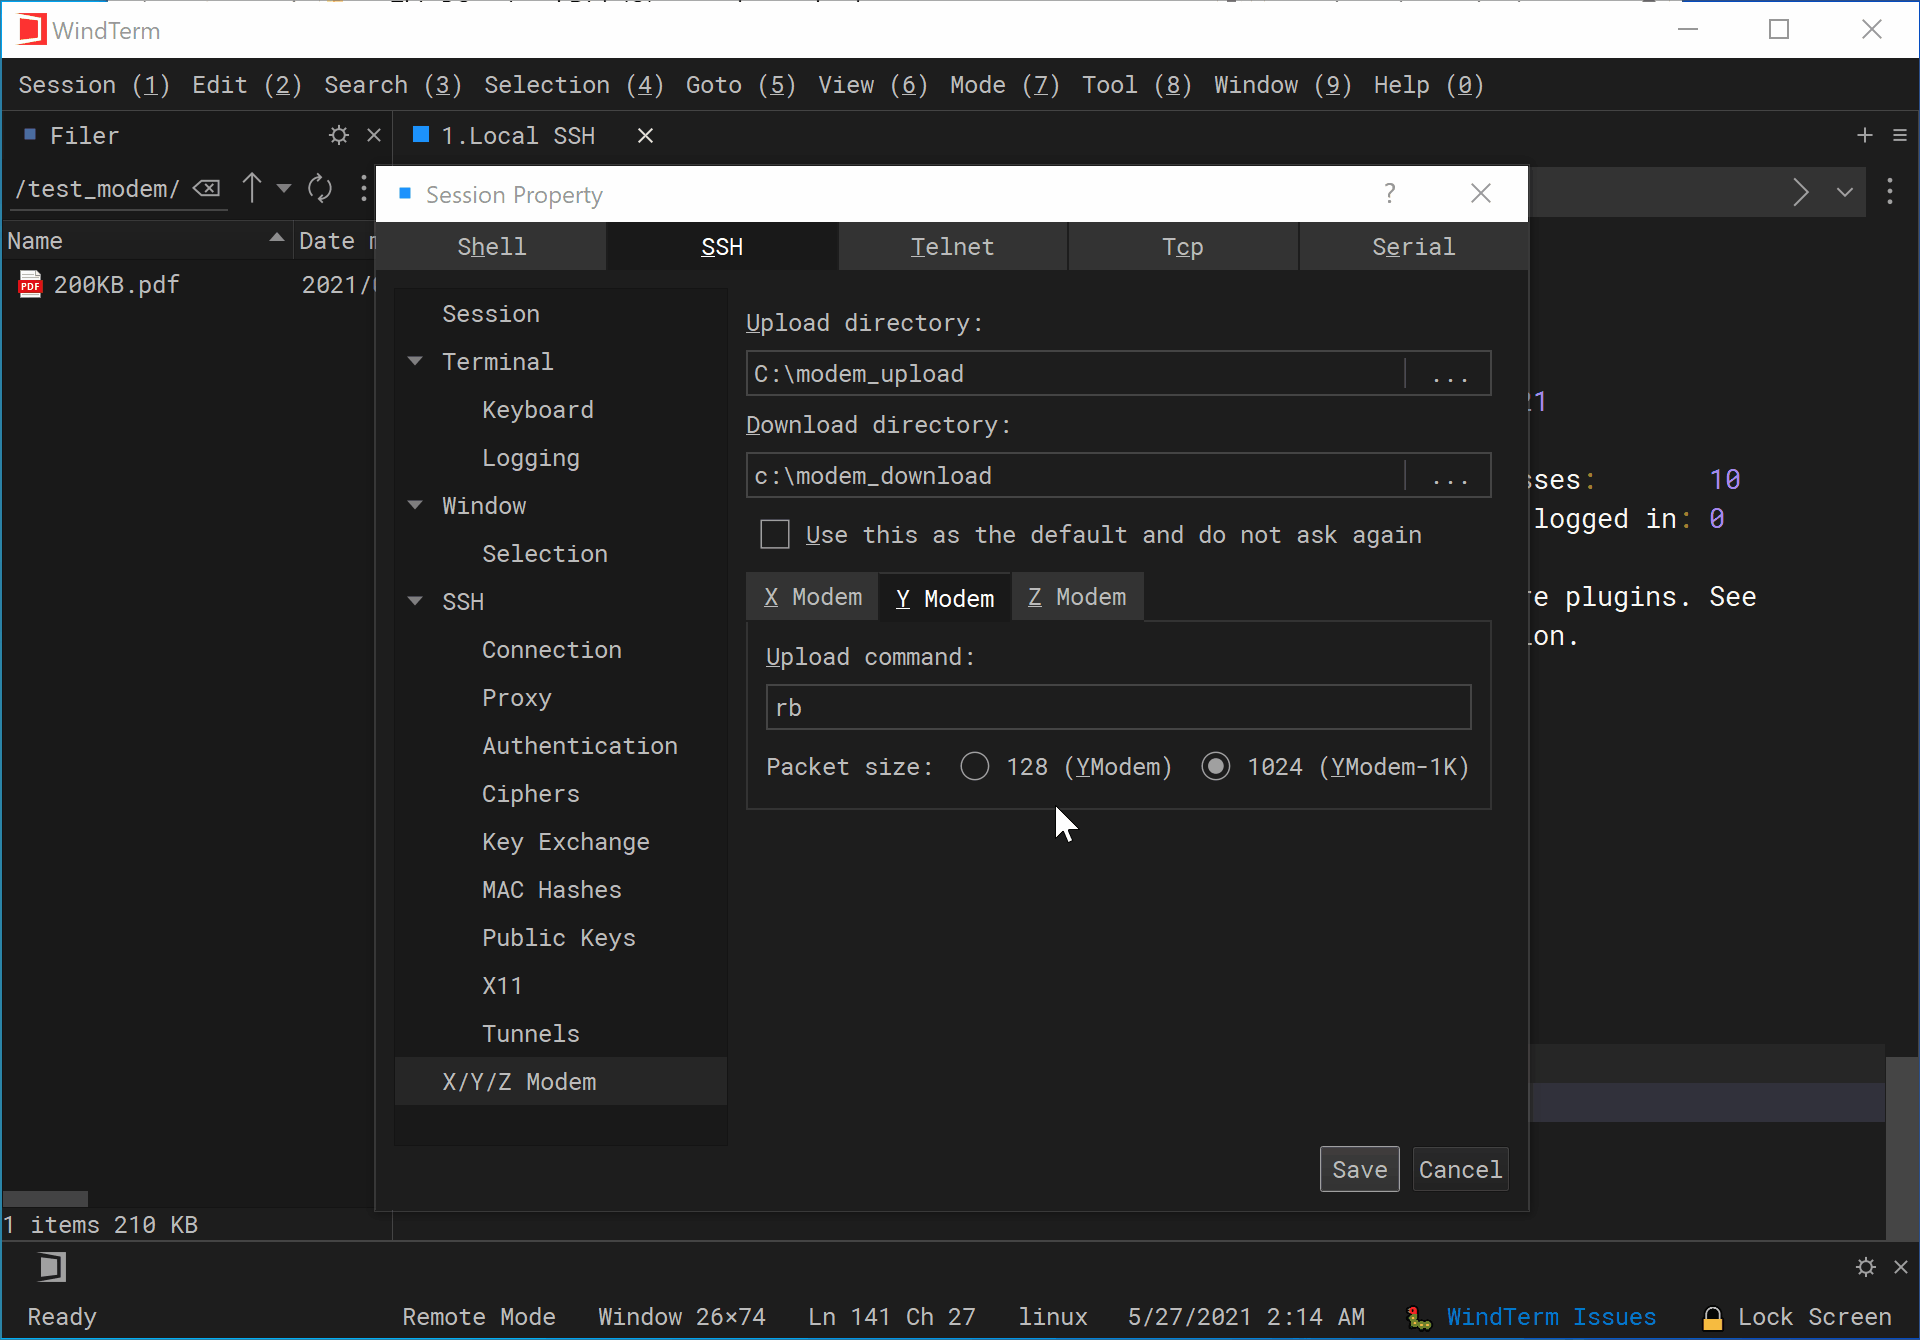 WindTerm
Session (1) Edit (2) Search (3) Selection (4) Goto (5) View (6) Mode (7) Tool (8) Window (9) Help (0)
Filer
1.Local SSH
/test_modem/
Name
Date
200KB.pdf
2021/
1 items 210 KB
Session Property
Shell SSH Telnet Tcp Serial
Session
Terminal
Keyboard
Logging
Window
Selection
SSH
Connection
Proxy
Authentication
Ciphers
Key Exchange
MAC Hashes
Public Keys
X11
Tunnels
X/Y/Z Modem
Upload directory:
C:\modem_upload
...
Download directory:
c:\modem_download
...
Use this as the default and do not ask again
X Modem Y Modem Z Modem
Upload command:
rb
Packet size: 128 (YModem) 1024 (YModem-1K)
Save Cancel
21
sses: 10
logged in: 0
e plugins. See
on.
Ready
Remote Mode Window 26×74 Ln 141 Ch 27 linux 5/27/2021 2:14 AM WindTerm Issues Lock Screen